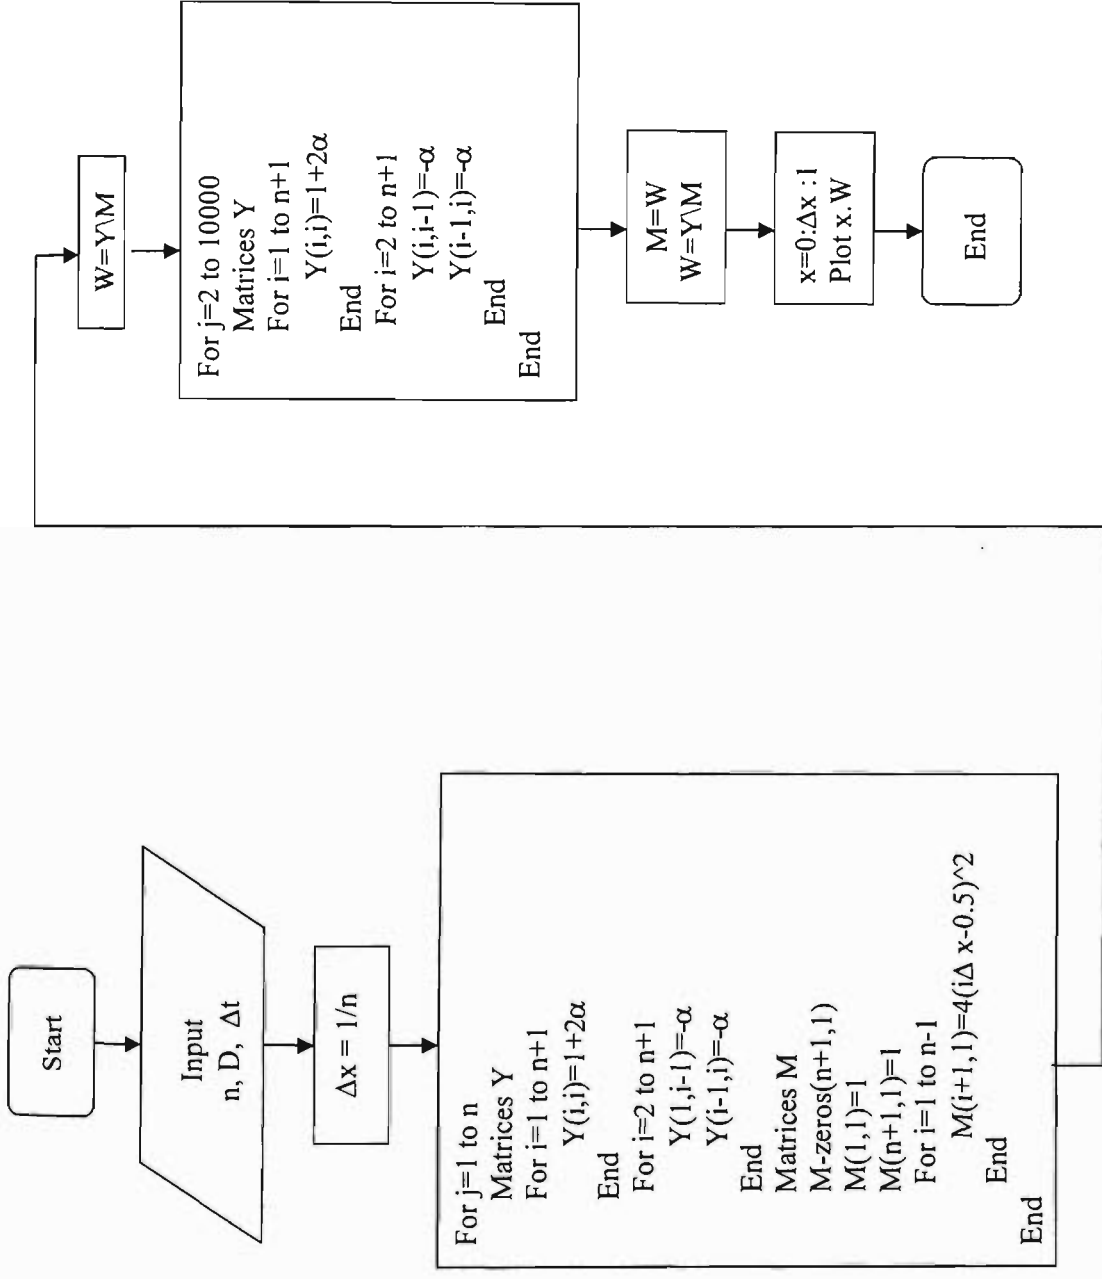 Start
Input
n, D, Δt
Δx = 1/n
For j=1 to n
Matrices Y
For i=1 to n+1
Y(i,i)=1+2α
End
For i=2 to n+1
Y(1,i-1)=-α
Y(i-1,i)=-α
End
Matrices M
M-zeros(n+1,1)
M(1,1)=1
M(n+1,1)=1
For i=1 to n-1
M(i+1,1)=4(iΔ x-0.5)^2
End
End
W=Y\M
For j=2 to 10000
Matrices Y
For i=1 to n+1
Y(i,i)=1+2α
End
For i=2 to n+1
Y(i,i-1)=-α
Y(i-1,i)=-α
End
End
M=W
W=Y\M
x=0:Δx :1
Plot x.W
End